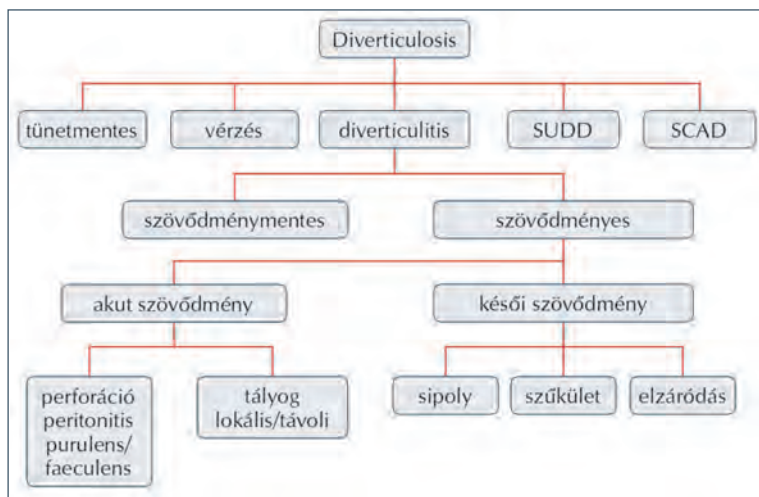 Diverticulosis
tünetmentes
vérzés
diverticulitis
SUDD
SCAD
szövődménymentes
szövődményes
akut szövődmény
késői szövődmény
perforáció
peritonitis
purulens/
faeculens
tályog
lokális/távoli
sipoly
szűkület
elzáródás